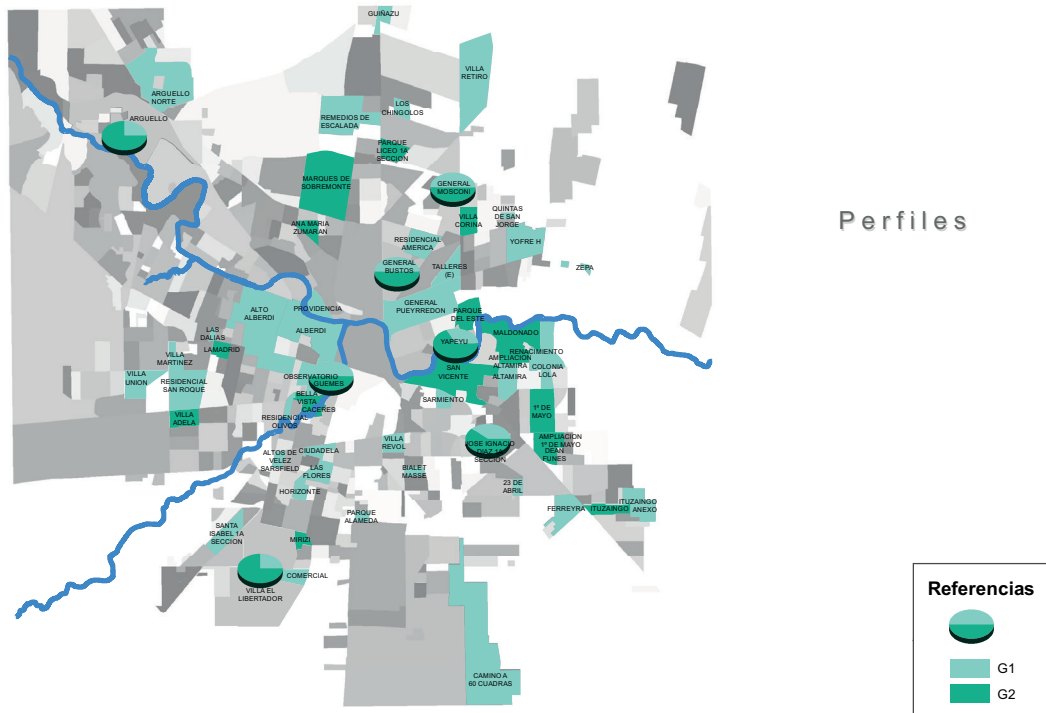 GUIÑAZU
VILLA
RETIRO
ARGUELLO
NORTE
ARGUELLO
LOS
CHINGOLOS
REMEDIOS DE
ESCALADA
PARQUE
LICEO 1A
SECCION
MARQUES DE
SOBREMONTE
GENERAL
MOSCONI
Perfiles
ANA MARIA
ZUMARAN
VILLA
CORINA
QUINTAS
DE SAN
JORGE
YOFRE H
RESIDENCIAL
AMERICA
GENERAL
BUSTOS
TALLERES
(E)
ZEPA
ALTO
ALBERDI
PROVIDENCIA
GENERAL
PUEYRREDON
PARQUE
DEL ESTE
ALBERDI
LAS
DALIAS
LAMADRID
YAPEYU
MALDONADO
RENACIMIENTO
VILLA
MARTINEZ
AMPLIACION
ALTAMIRA
COLONIA
LOLA
VILLA
UNION
RESIDENCIAL
SAN ROQUE
OBSERVATORIO
GUEMES
SAN
VICENTE
ALTAMIRA
BELLA
VISTA
CACERES
SARMIENTO
VILLA
ADELA
RESIDENCIAL
OLIVOS
1º DE
MAYO
ALTOS DE
VELEZ
SARSFIELD
CIUDADELA
VILLA
REVOL
JOSE IGNACIO
DIAZ 1A
SECCION
AMPLIACION
1º DE MAYO
DEAN
FUNES
LAS
FLORES
BIALET
MASSE
HORIZONTE
23 DE
ABRIL
FERREYRA
ITUZAINGO
ITUZAINGO
ANEXO
PARQUE
ALAMEDA
SANTA
ISABEL 1A
SECCION
MIRIZI
COMERCIAL
VILLA EL
LIBERTADOR
CAMINO A
60 CUADRAS
Referencias
G1
G2